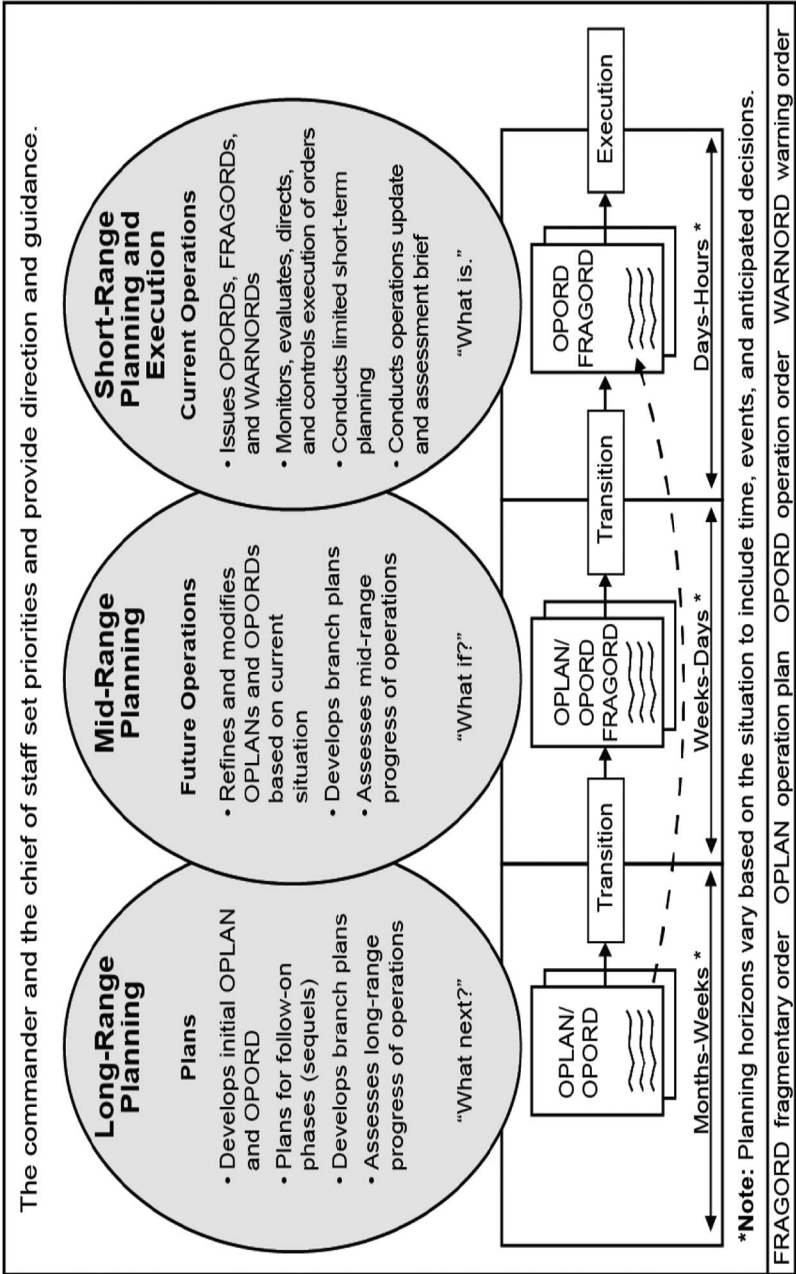 The commander and the chief of staff set priorities and provide direction and guidance.
Long-Range
Planning
Plans
• Develops initial OPLAN
and OPORD
• Plans for follow-on
phases (sequels)
• Develops branch plans
• Assesses long-range
progress of operations
“What next?”
Mid-Range
Planning
Future Operations
• Refines and modifies
OPLANs and OPORDs
based on current
situation
• Develops branch plans
• Assesses mid-range
progress of operations
“What if?”
Short-Range
Planning and
Execution
Current Operations
• Issues OPORDs, FRAGORDs,
and WARNORDs
• Monitors, evaluates, directs,
and controls execution of orders
• Conducts limited short-term
planning
• Conducts operations update
and assessment brief
“What is.”
OPLAN/
OPORD
Transition
OPLAN/
OPORD
FRAGORD
Transition
OPORD
FRAGORD
Execution
Months-Weeks *
Weeks-Days *
Days-Hours *
*Note: Planning horizons vary based on the situation to include time, events, and anticipated decisions.
FRAGORD fragmentary order OPLAN operation plan OPORD operation order WARNORD warning order